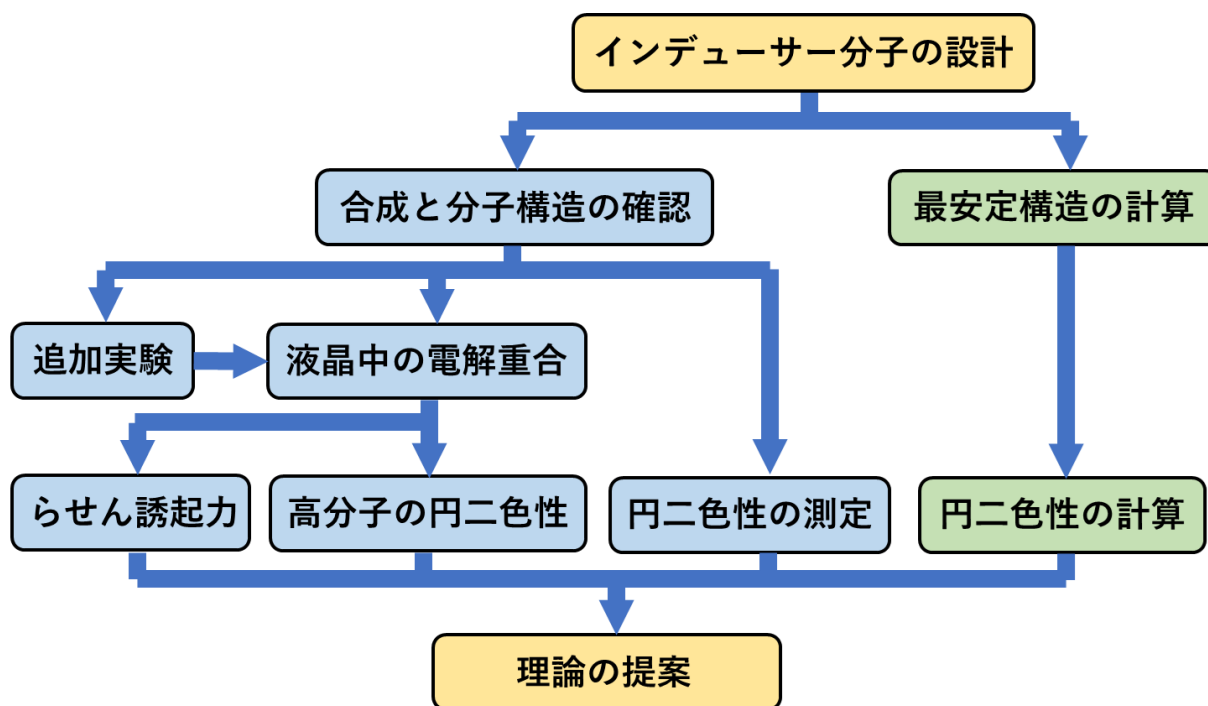 インデューサー分子の設計
合成と分子構造の確認
最安定構造の計算
追加実験
液晶中の電解重合
らせん誘起力
高分子の円二色性
円二色性の測定
円二色性の計算
理論の提案